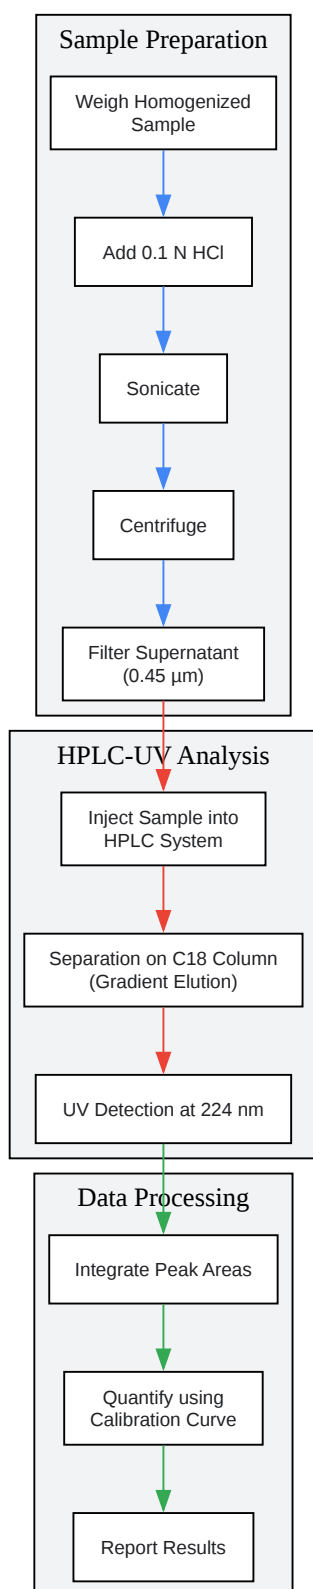 Sample Preparation
Weigh Homogenized
Sample
Add 0.1 N HCl
Sonicate
Centrifuge
Filter Supernatant
(0.45 µm)
HPLC-UV Analysis
Inject Sample into
HPLC System
Separation on C18 Column
(Gradient Elution)
UV Detection at 224 nm
Data Processing
Integrate Peak Areas
Quantify using
Calibration Curve
Report Results